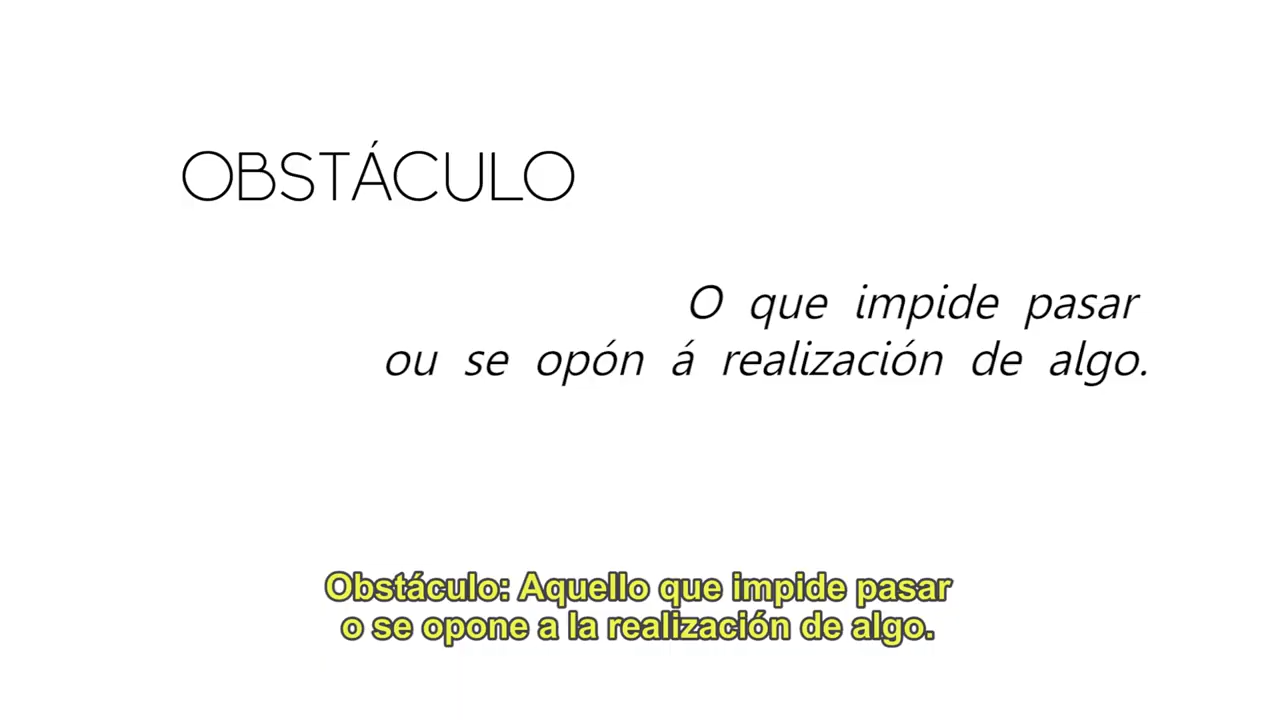 OBSTÁCULO
O que impide pasar
ou se opón á realización de algo.
Obstáculo: Aquello que impide pasar
o se opone a la realización de algo.